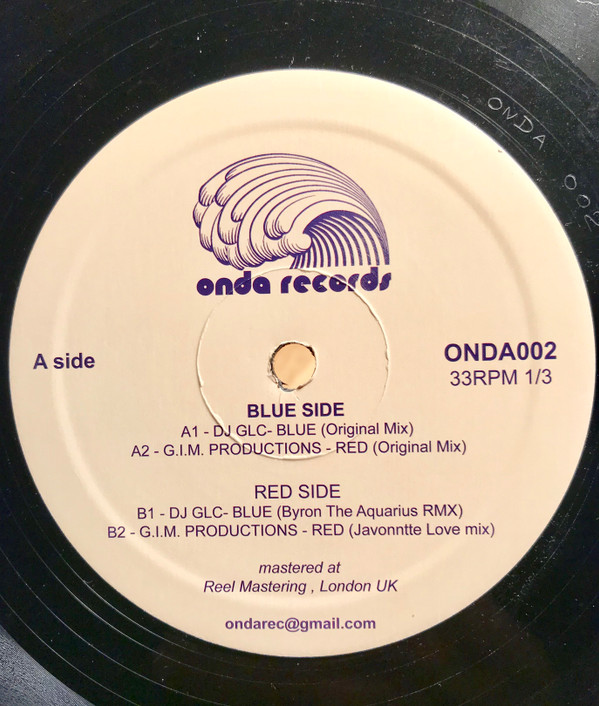 ONDA 002
onda records
A side
ONDA002
33RPM 1/3
BLUE SIDE
A1 - DJ GLC- BLUE (Original Mix)
A2 - G.I.M. PRODUCTIONS - RED (Original Mix)
RED SIDE
B1 - DJ GLC- BLUE (Byron The Aquarius RMX)
B2 - G.I.M. PRODUCTIONS - RED (Javonntte Love mix)
mastered at
Reel Mastering , London UK
ondarec@gmail.com